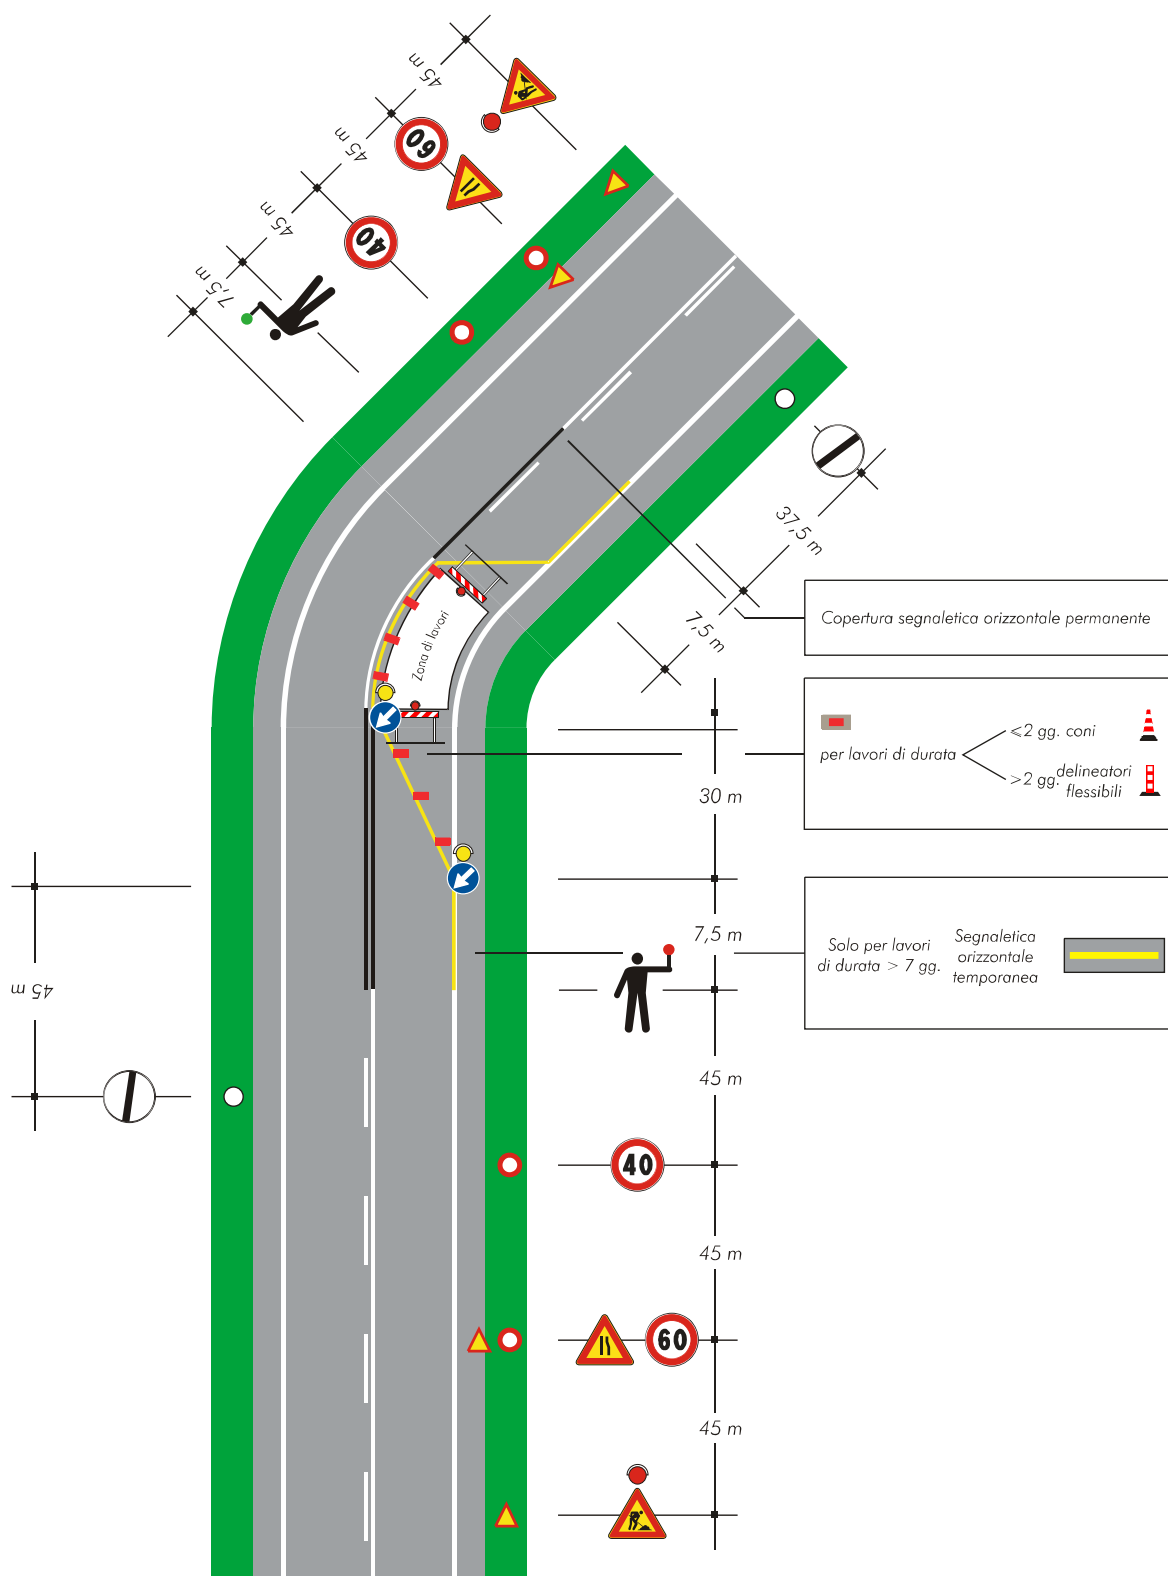 45 m
45 m
60
45 m
40
7,5 m
37,5 m
Copertura segnaletica orizzontale permanente
7,5 m
Zona di lavori
≤2 gg. coni
per lavori di durata
>2 gg. delineatori
flessibili
30 m
7,5 m
Solo per lavori
di durata > 7 gg.
Segnaletica
orizzontale
temporanea
45 m
45 m
40
45 m
60
45 m